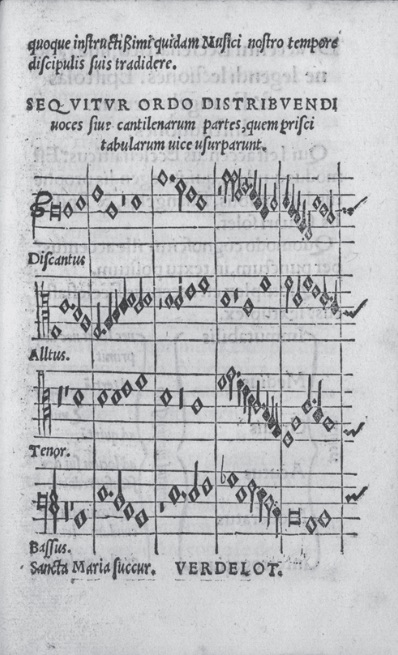 quoque instructißimi quidam Musici nostro tempore
discipulis suis tradidere.
SEQVITVR ORDO DISTRIBVENDI
uoces siue cantilenarum partes, quem prisci
tabularum uice usurparunt.
Discantus
Alltus.
Tenor.
Bassus.
Sancta Maria succur. VERDELOT.